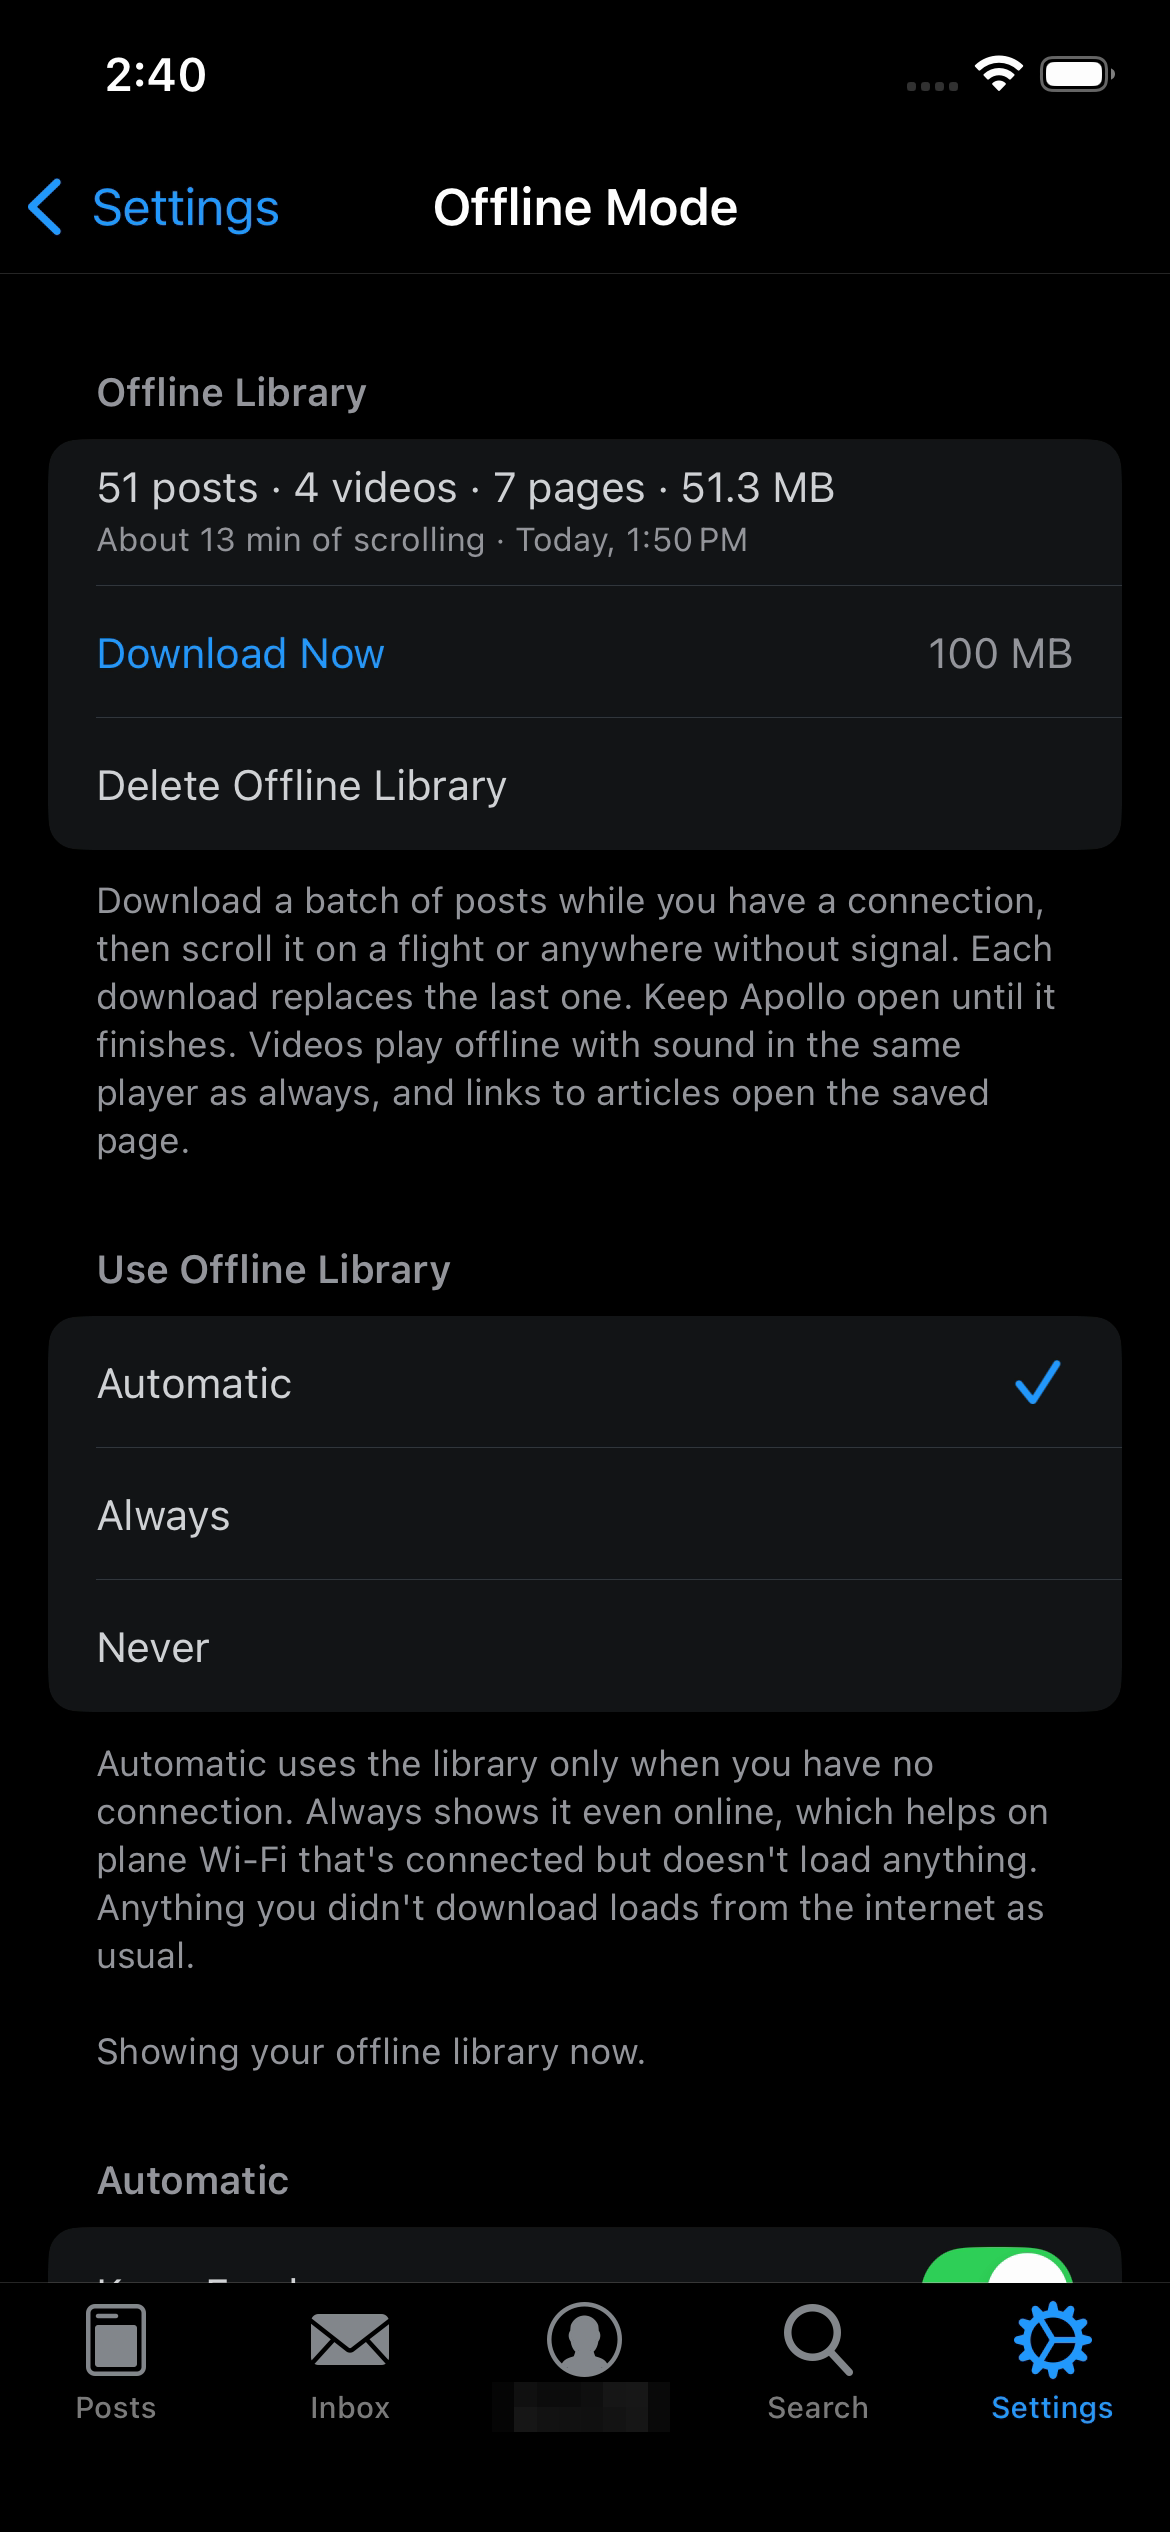 2:40
Settings
Offline Mode
Offline Library
51 posts · 4 videos · 7 pages · 51.3 MB
About 13 min of scrolling · Today, 1:50 PM
Download Now
100 MB
Delete Offline Library
Download a batch of posts while you have a connection,
then scroll it on a flight or anywhere without signal. Each
download replaces the last one. Keep Apollo open until it
finishes. Videos play offline with sound in the same
player as always, and links to articles open the saved
page.
Use Offline Library
Automatic
Always
Never
Automatic uses the library only when you have no
connection. Always shows it even online, which helps on
plane Wi-Fi that's connected but doesn't load anything.
Anything you didn't download loads from the internet as
usual.
Showing your offline library now.
Automatic
Posts
Inbox
Search
Settings